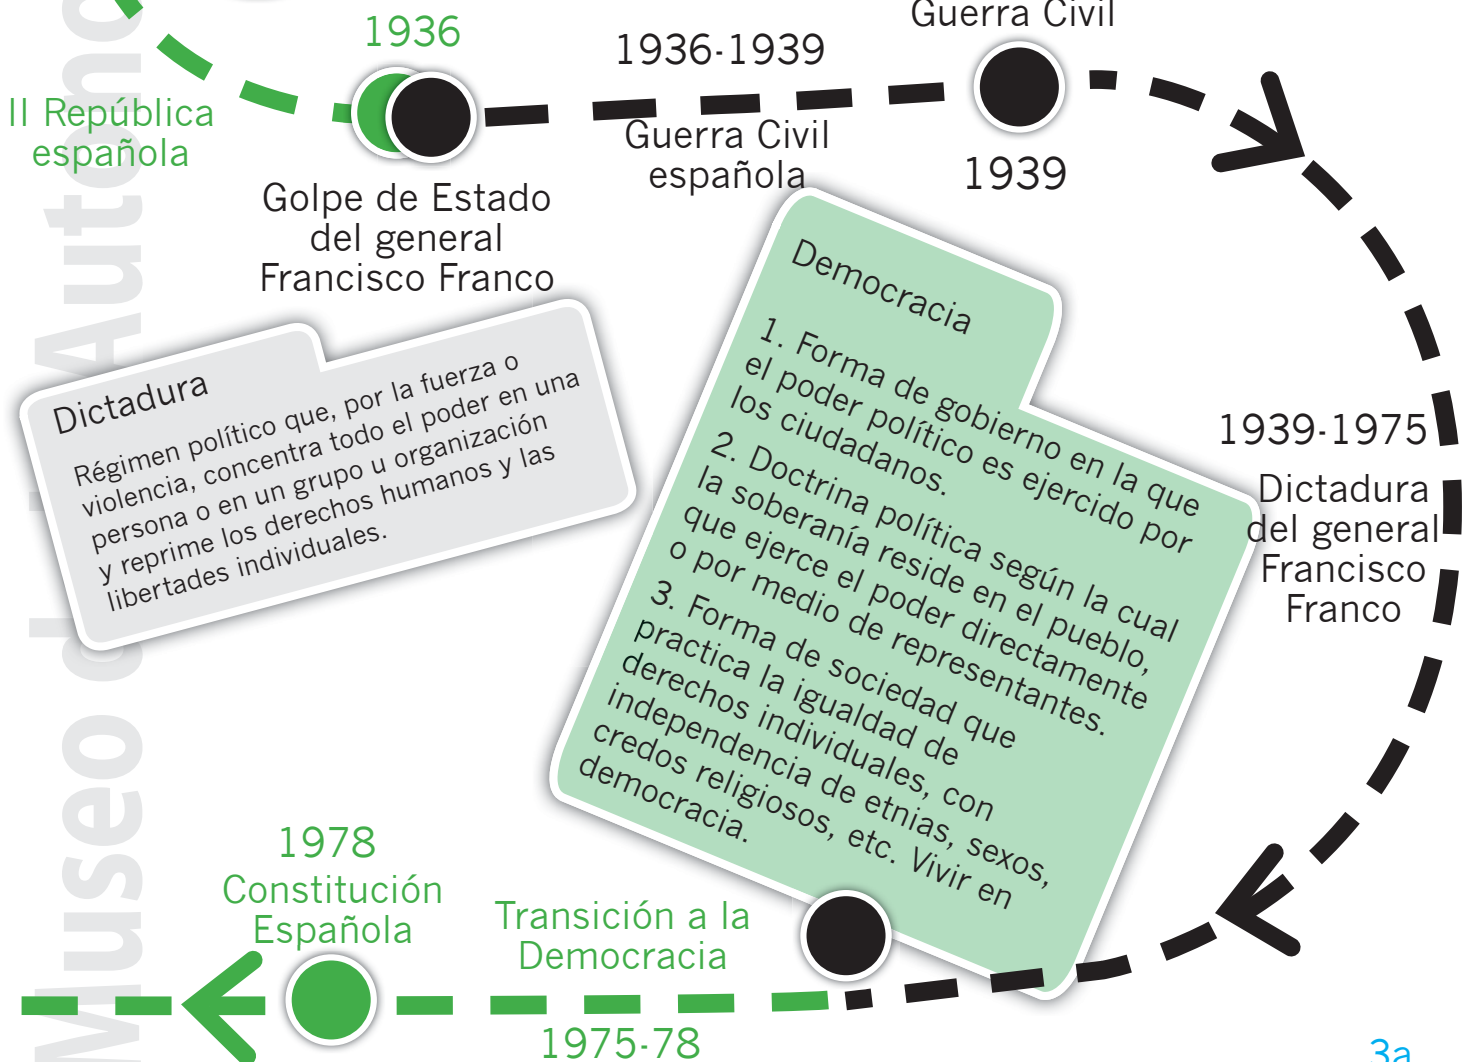 Guerra Civil
1936
1936-1939
II República
española
Guerra Civil
española
1939
Golpe de Estado
del general
Francisco Franco
Democracia
1. Forma de gobierno en la que
el poder político es ejercido por
los ciudadanos.
2. Doctrina política según la cual
la soberanía reside en el pueblo,
que ejerce el poder directamente
o por medio de representantes.
3. Forma de sociedad que
practica la igualdad de
derechos individuales, con
independencia de etnias, sexos,
credos religiosos, etc. Vivir en
democracia.
Dictadura
Régimen político que, por la fuerza o
violencia, concentra todo el poder en una
persona o en un grupo u organización
y reprime los derechos humanos y las
libertades individuales.
1939-1975
Dictadura
del general
Francisco
Franco
1978
Constitución
Española
Transición a la
Democracia
1975-78
3a
Museo